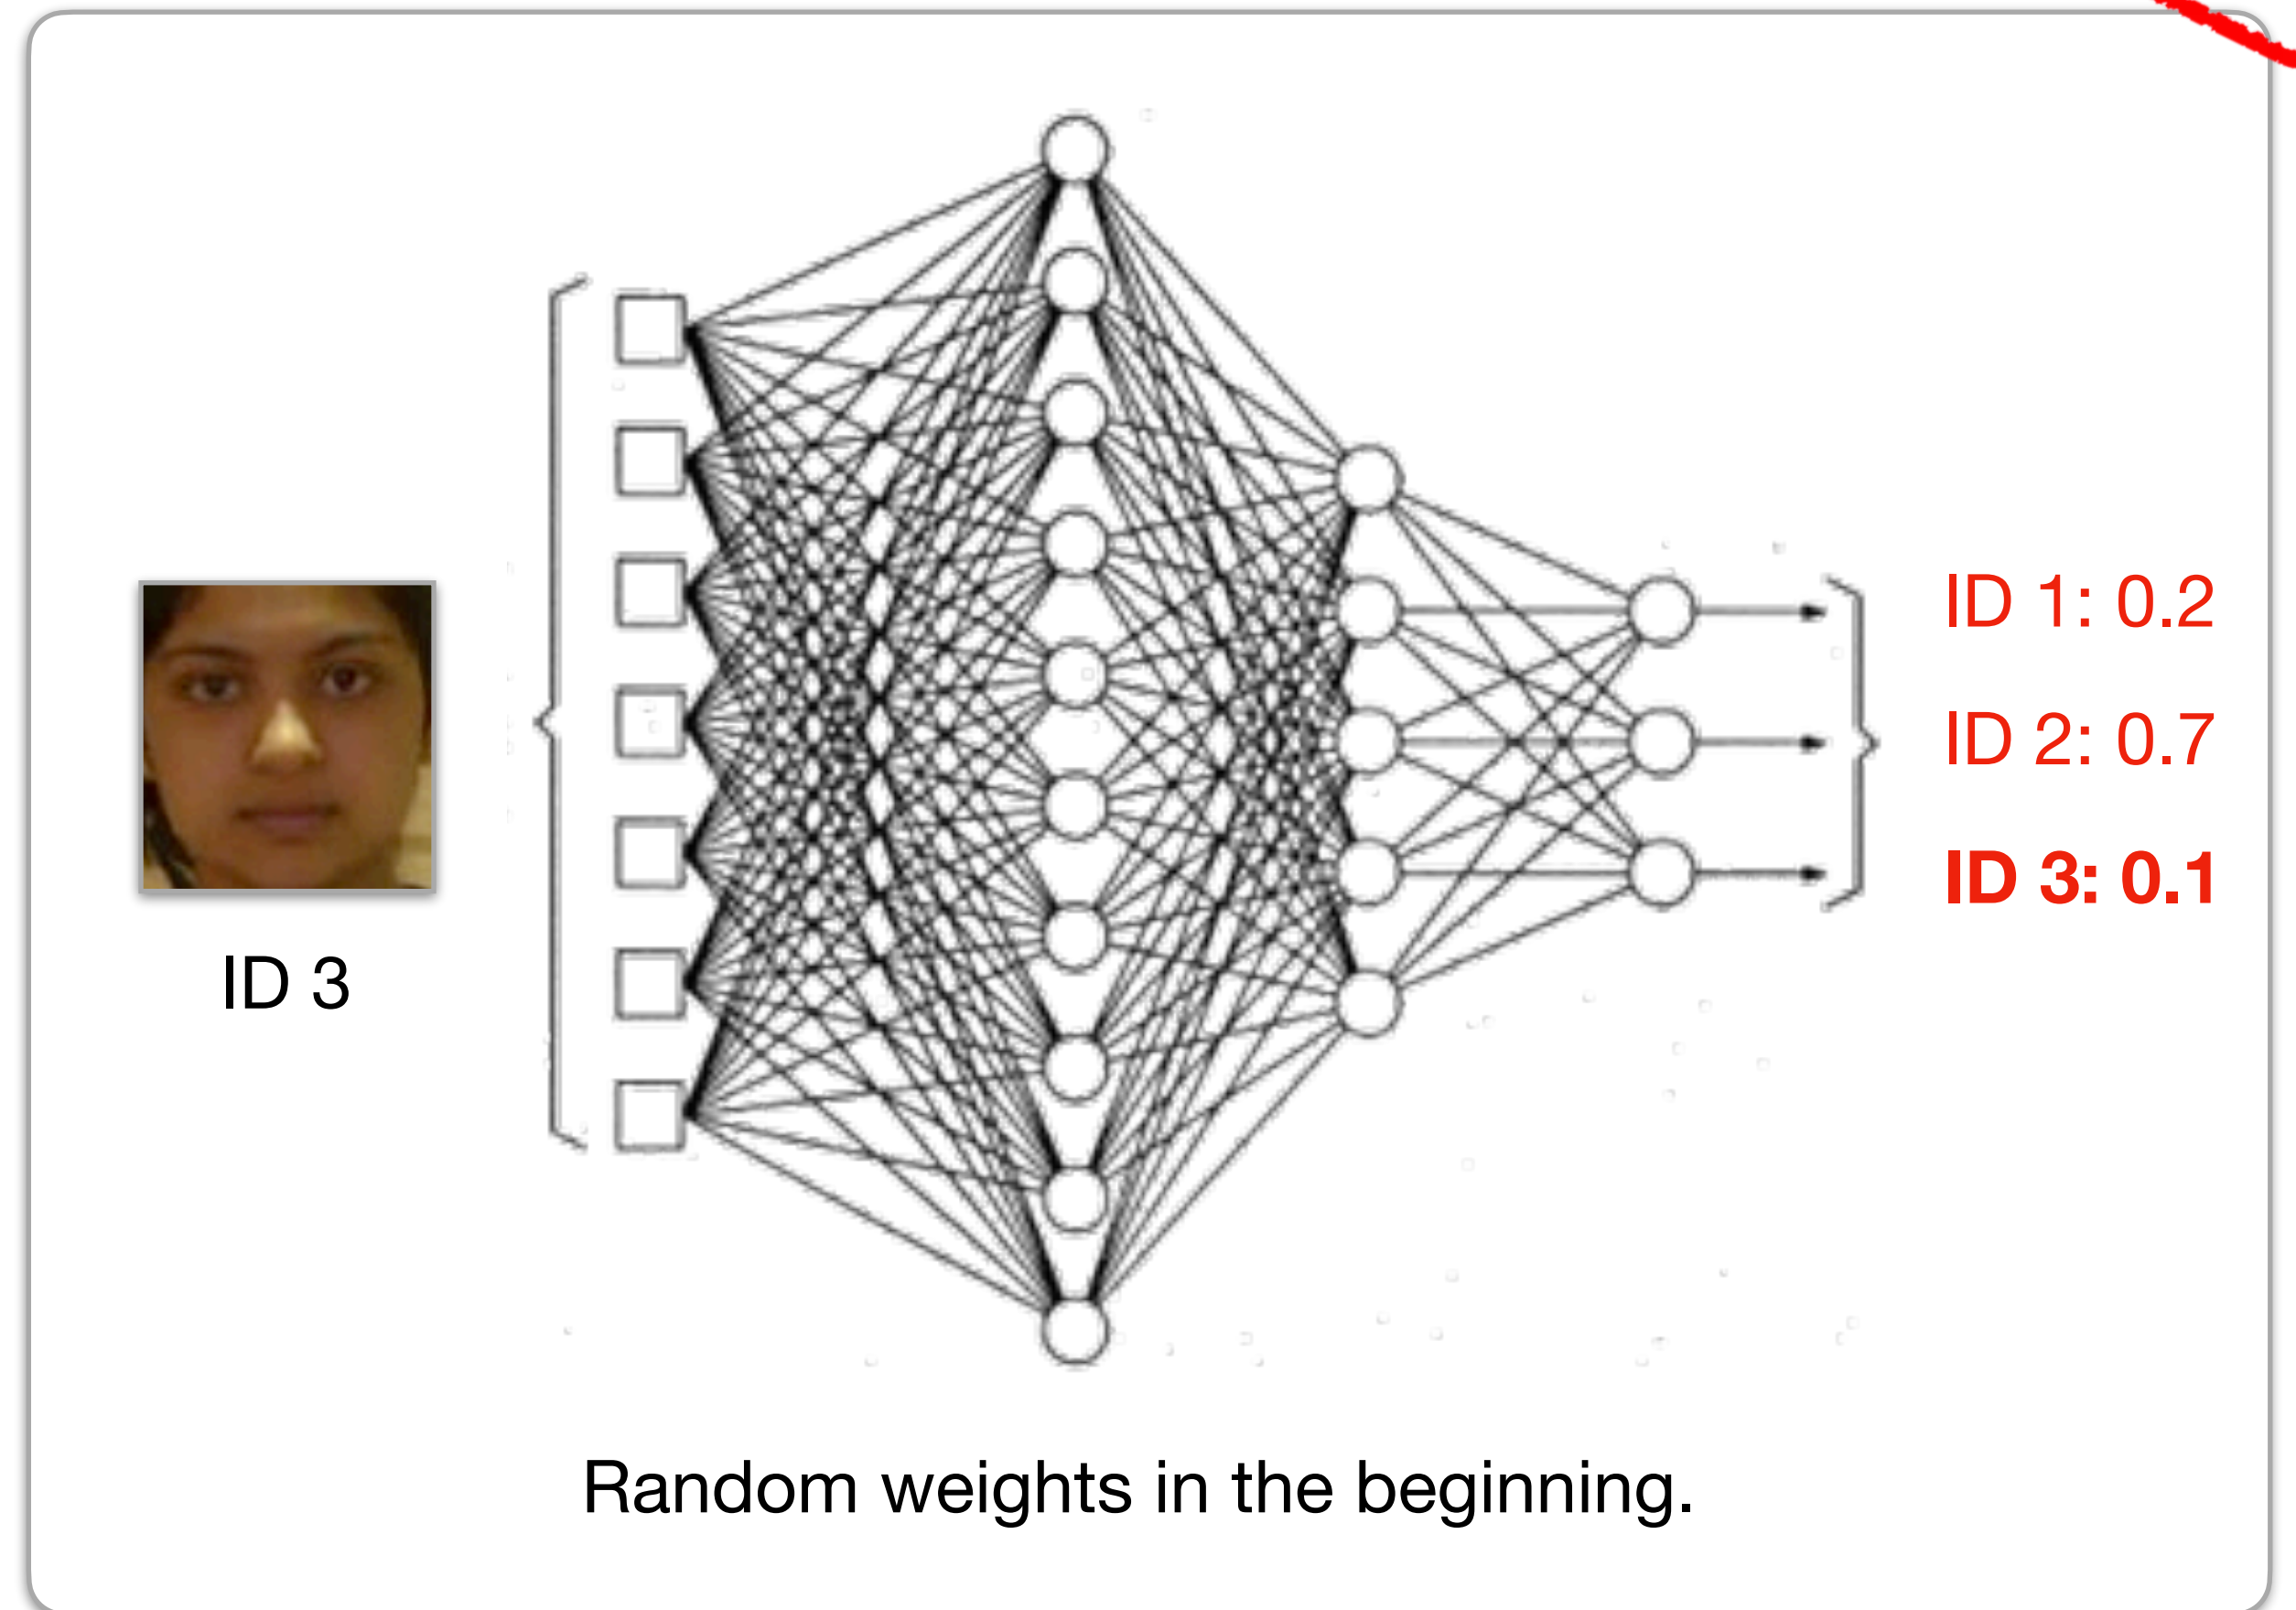 ID 3
ID 1: 0.2
ID 2: 0.7
ID 3: 0.1
Random weights in the beginning.